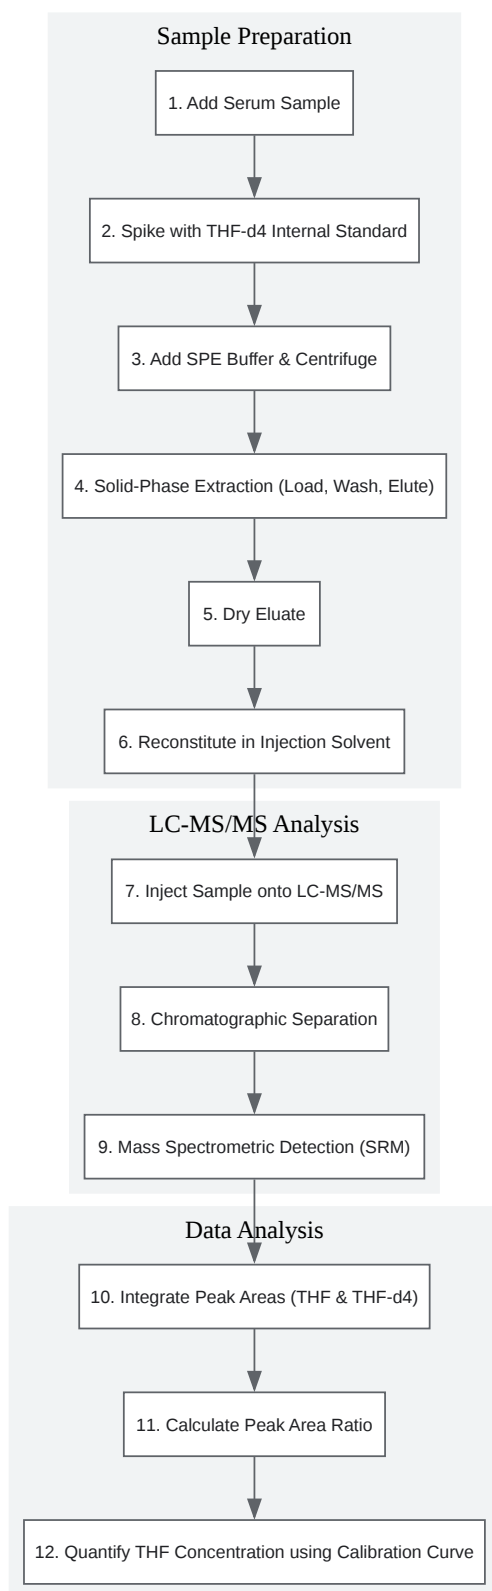 Sample Preparation
1. Add Serum Sample
2. Spike with THF-d4 Internal Standard
3. Add SPE Buffer & Centrifuge
4. Solid-Phase Extraction (Load, Wash, Elute)
5. Dry Eluate
6. Reconstitute in Injection Solvent
LC-MS/MS Analysis
7. Inject Sample onto LC-MS/MS
8. Chromatographic Separation
9. Mass Spectrometric Detection (SRM)
Data Analysis
10. Integrate Peak Areas (THF & THF-d4)
11. Calculate Peak Area Ratio
12. Quantify THF Concentration using Calibration Curve